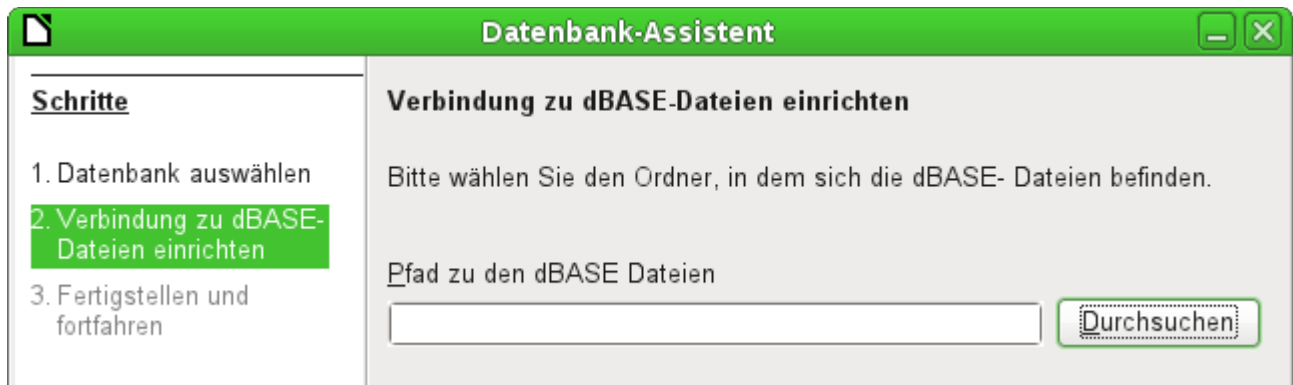 Datenbank-Assistent
Schritte
1. Datenbank auswählen
2. Verbindung zu dBASE-
Dateien einrichten
3. Fertigstellen und
fortfahren
Verbindung zu dBASE-Dateien einrichten
Bitte wählen Sie den Ordner, in dem sich die dBASE- Dateien befinden.
Pfad zu den dBASE Dateien
Durchsuchen